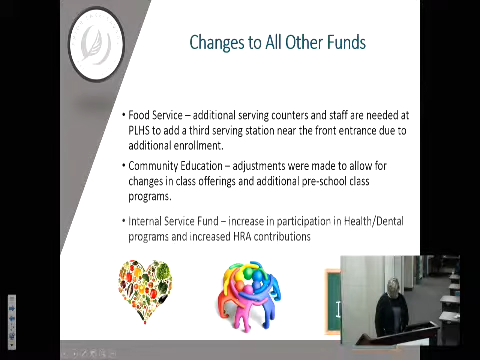 Changes to All Other Funds
• Food Service – additional serving counters and staff are needed at
PLHS to add a third serving station near the front entrance due to
additional enrollment.
• Community Education – adjustments were made to allow for
changes in class offerings and additional pre-school class
programs.
• Internal Service Fund – increase in participation in Health/Dental
programs and increased HRA contributions